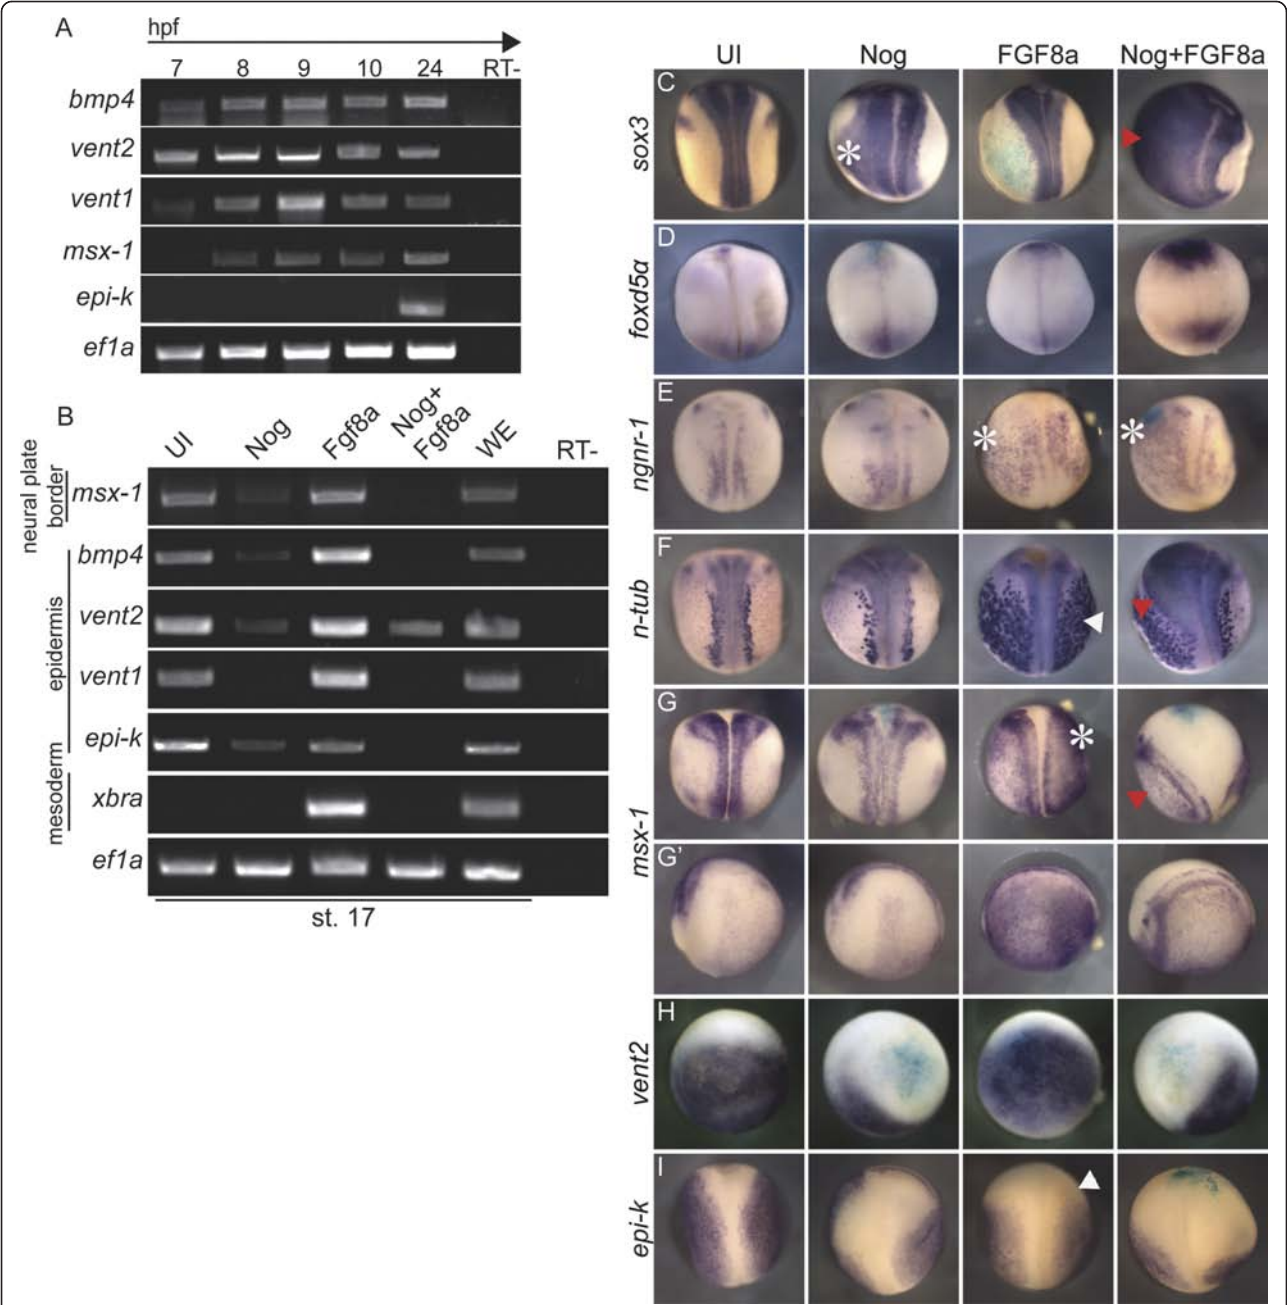 A
hpf
7 8 9 10 24 RT-
bmp4
vent2
vent1
msx-1
epi-k
ef1a
B
UI Nog Fgf8a Nog+ Fgf8a WE RT-
neural plate border
msx-1
epidermis
bmp4
vent2
vent1
epi-k
mesoderm
xbra
ef1a
st. 17
UI Nog FGF8a Nog+FGF8a
C
sox3
*
D
foxd5α
E
ngnr-1
* *
F
n-tub
G
*
msx-1
G'
H
vent2
I
epi-k